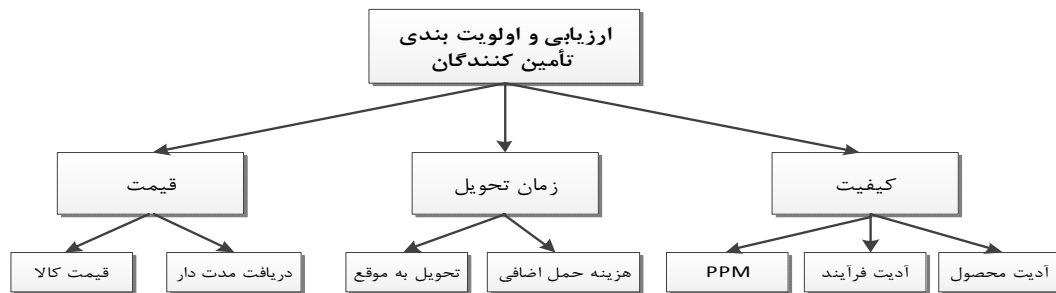 ارزیابی و اولویت بندی
تأمین کنندگان
کیفیت
زمان تحویل
قیمت
آدیت محصول
آدیت فرآیند
PPM
هزینه حمل اضافی
تحویل به موقع
دریافت مدت دار
قیمت کالا